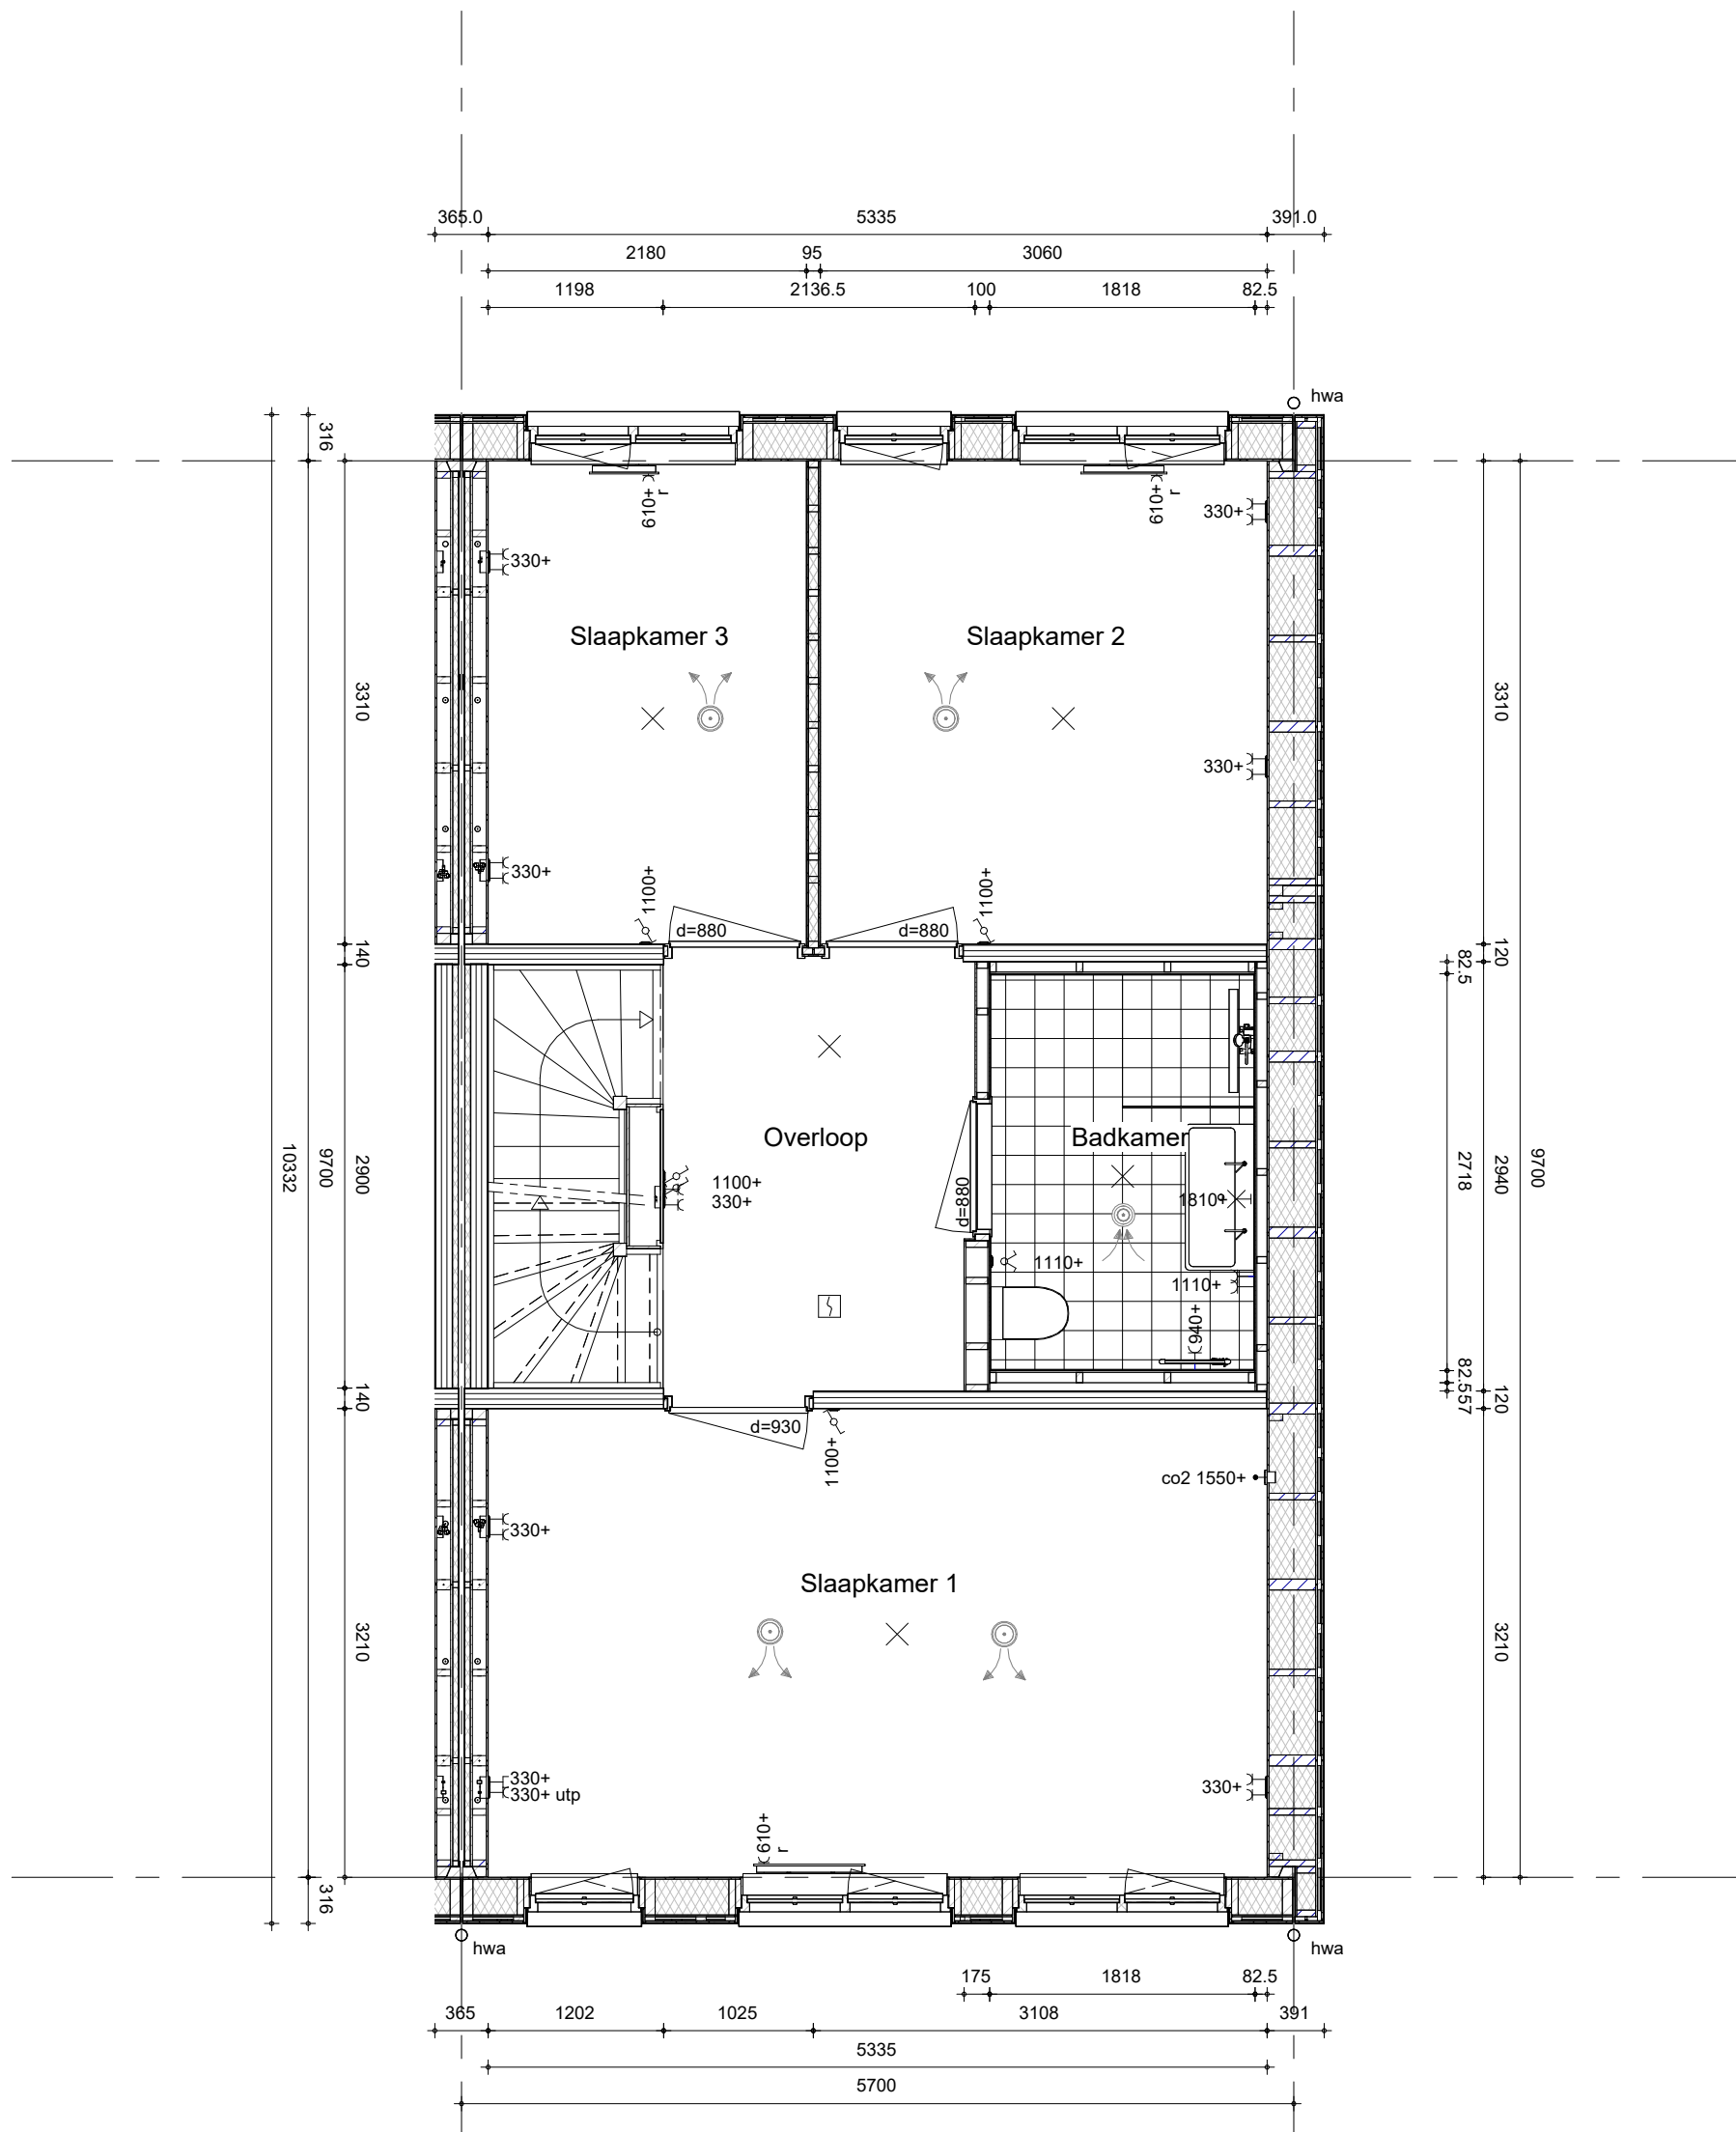 365.0 5335 391.0
2180 95 3060
1198 2136.5 100 1818 82.5
hwa
316
610+
r
610+
r
330+
330+
Slaapkamer 3
Slaapkamer 2
3310
3310
330+
330+
1100+
1100+
d=880
d=880
140
120
82.5
Overloop
Badkamer
1100+
330+
d=880
1810+
10332
9700
2900
2718
2940
9700
1110+
1110+
940+
82.5
57
140
120
d=930
1100+
co2 1550+
330+
Slaapkamer 1
3210
3210
330+
330+ utp
330+
610+
r
316
hwa
hwa
175 1818 82.5
365 1202 1025 3108 391
5335
5700